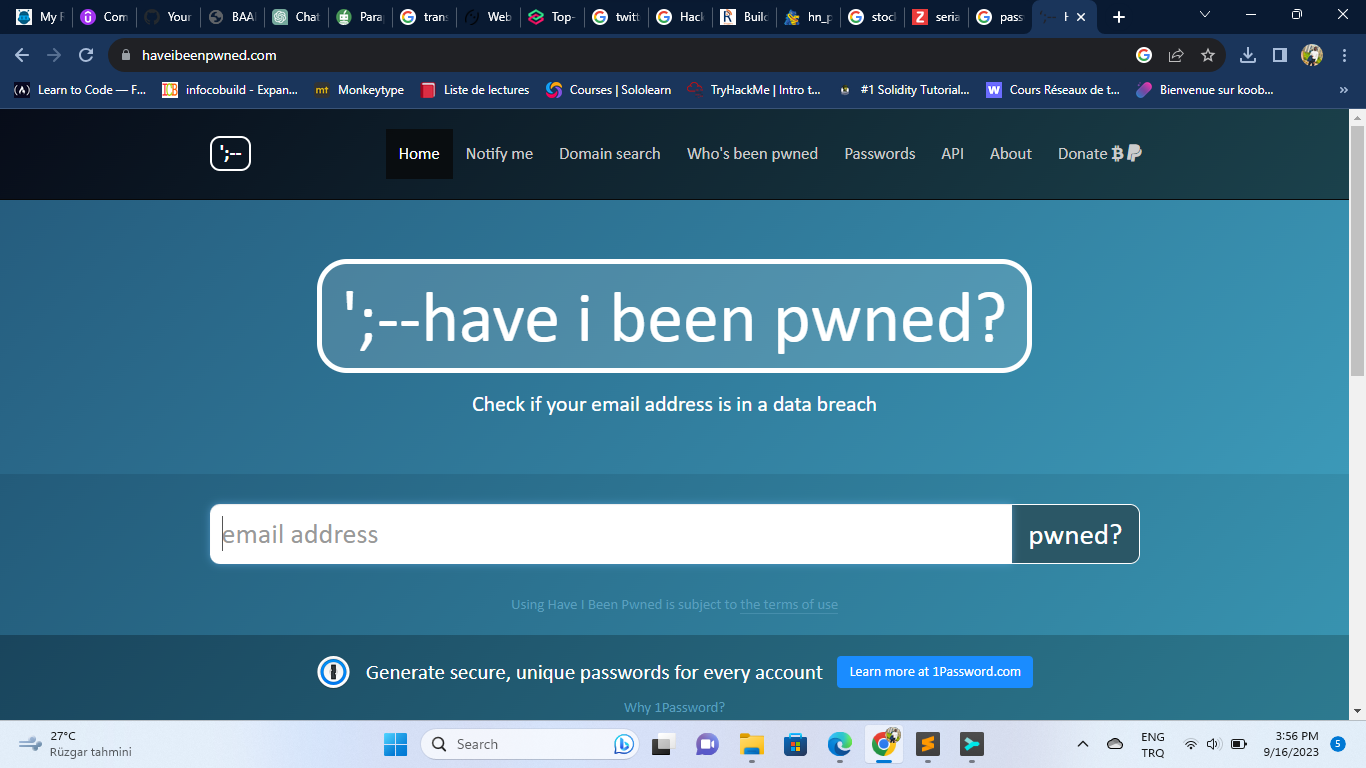 My F
Com
Your
BAA
Chat
Para
trans
Web
Top-
twitt
Hack
Build
hn_p
stock
seria
pass
haveibeenpwned.com
Learn to Code — F...
infocobuild - Expan...
mt Monkeytype
Liste de lectures
Courses | Sololearn
TryHackMe | Intro t...
#1 Solidity Tutorial...
Cours Réseaux de t...
Bienvenue sur koob...
»
';--
Home
Notify me
Domain search
Who's been pwned
Passwords
API
About
Donate
';--have i been pwned?
Check if your email address is in a data breach
email address
pwned?
Using Have I Been Pwned is subject to the terms of use
Generate secure, unique passwords for every account
Learn more at 1Password.com
Why 1Password?
27°C
Rüzgar tahmini
Search
ENG
TRQ
3:56 PM
9/16/2023
5